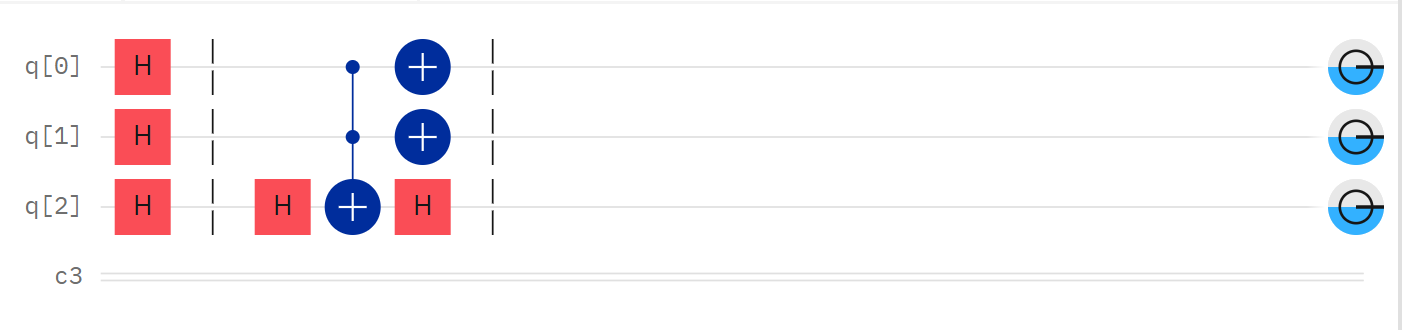 q[0] H
q[1] H
q[2] H H H
c3